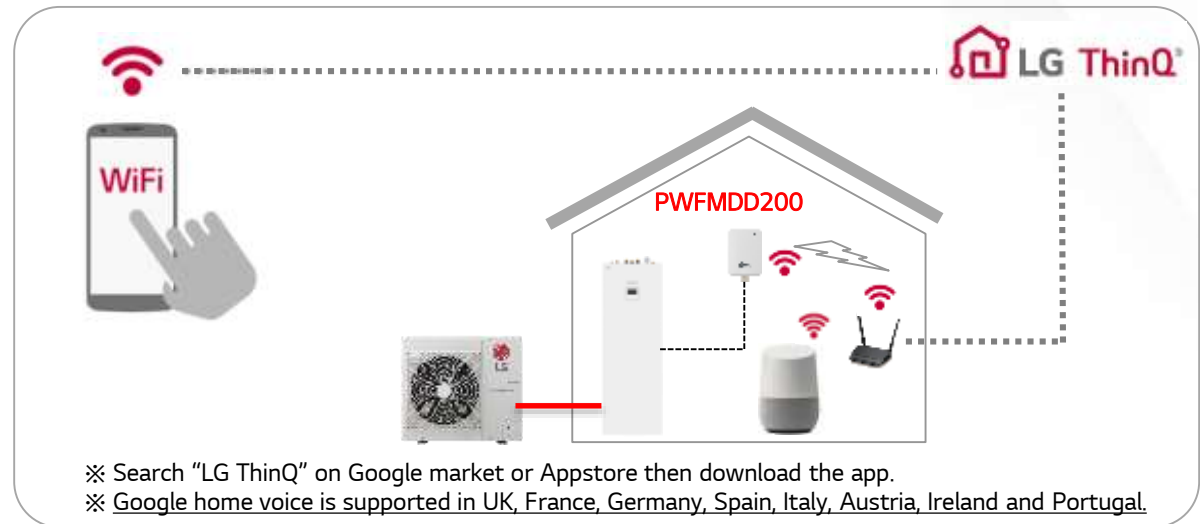 LG ThinQ
WiFi
PWFMDD200
LG
※ Search “LG ThinQ” on Google market or Appstore then download the app.
※ Google home voice is supported in UK, France, Germany, Spain, Italy, Austria, Ireland and Portugal.